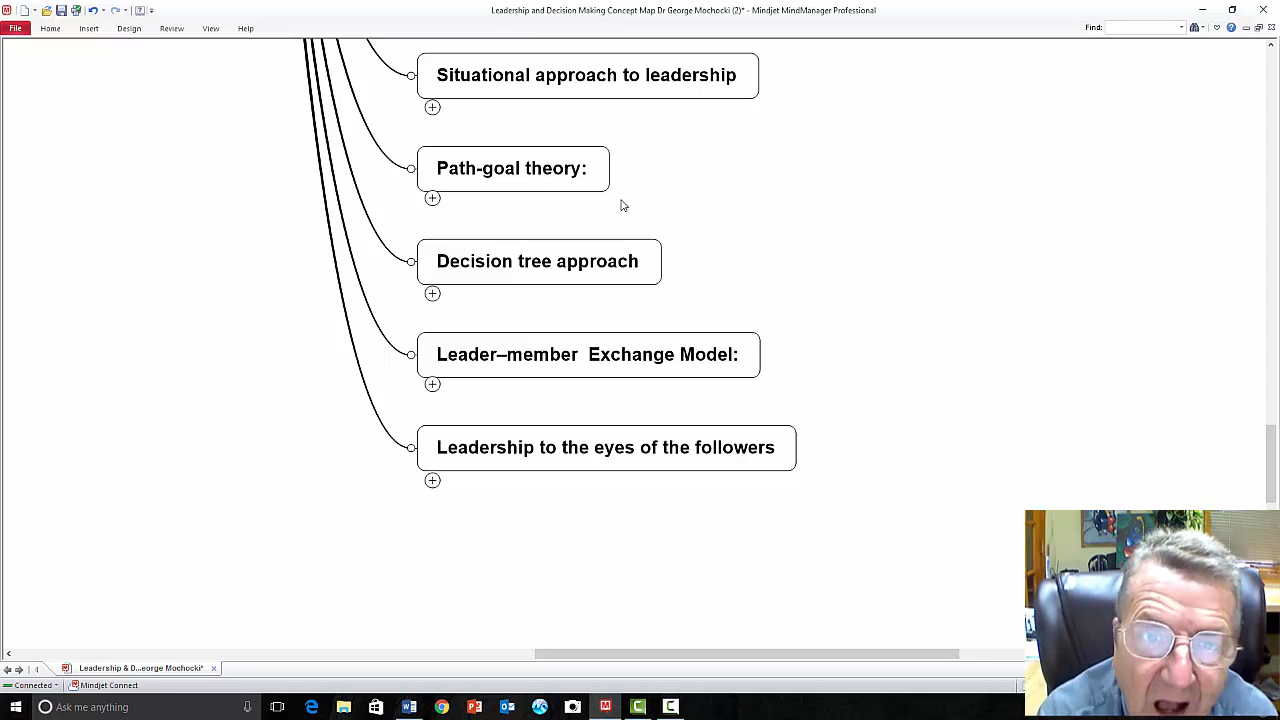 Leadership and Decision Making Concept Map Dr George Mochocki (2)* - Mindjet MindManager Professional
File Home Insert Design Review View Help Find:
Situational approach to leadership
Path-goal theory:
Decision tree approach
Leader–member Exchange Model:
Leadership to the eyes of the followers
Leadership & D...eorge Mochocki*
Connected Mindjet Connect
Ask me anything